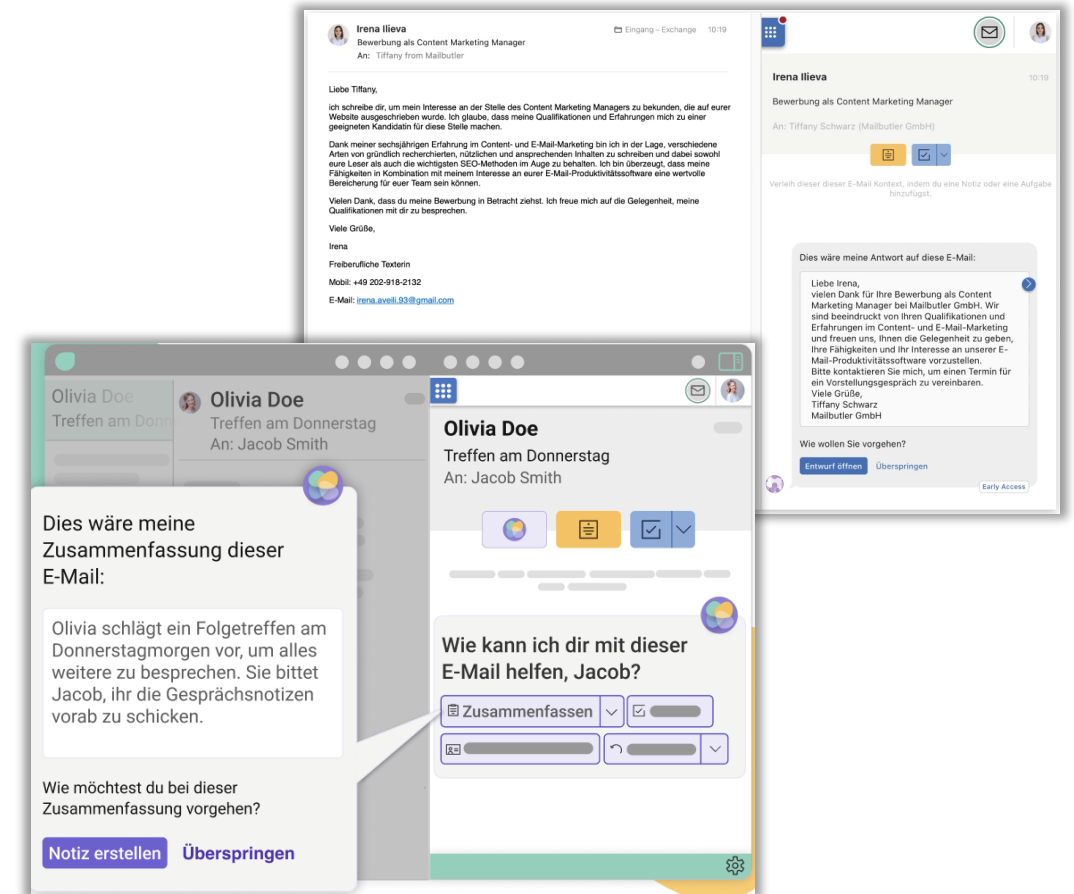 Irena Ilieva
Eingang - Exchange 10:19
Bewerbung als Content Marketing Manager
An: Tiffany from Mailbutler
Liebe Tiffany,
ich schreibe dir, um mein Interesse an der Stelle des Content Marketing Managers zu bekunden, die auf eurer
Website ausgeschrieben wurde. Ich glaube, dass meine Qualifikationen und Erfahrungen mich zu einer
geeigneten Kandidatin für diese Stelle machen.
Dank meiner sechsjährigen Erfahrung im Content- und E-Mail-Marketing bin ich in der Lage, verschiedene
Arten von gründlich recherchierten, nützlichen und ansprechenden Inhalten zu schreiben und dabei sowohl
eure Leser als auch die wichtigsten SEO-Methoden im Auge zu behalten. Ich bin überzeugt, dass meine
Fähigkeiten in Kombination mit meinem Interesse an eurer E-Mail-Produktivitätssoftware eine wertvolle
Bereicherung für euer Team sein können.
Vielen Dank, dass du meine Bewerbung in Betracht ziehst. Ich freue mich auf die Gelegenheit, meine
Qualifikationen mit dir zu besprechen.
Viele Grüße,
Irena
Freiberufliche Texterin
Mobil: +49 202-918-2132
E-Mail: irena.aveili.93@gmail.com
Irena Ilieva
10:19
Bewerbung als Content Marketing Manager
An: Tiffany Schwarz (Mailbutler GmbH)
Verleih dieser dieser E-Mail Kontext, indem du eine Notiz oder eine Aufgabe
hinzufügst.
Dies wäre meine Antwort auf diese E-Mail:
Liebe Irena,
vielen Dank für Ihre Bewerbung als Content
Marketing Manager bei Mailbutler GmbH. Wir
sind beeindruckt von Ihren Qualifikationen und
Erfahrungen im Content- und E-Mail-Marketing
und freuen uns, Ihnen die Gelegenheit zu geben,
Ihre Fähigkeiten und Ihr Interesse an unserer E-
Mail-Produktivitätssoftware vorzustellen.
Bitte kontaktieren Sie mich, um einen Termin für
ein Vorstellungsgespräch zu vereinbaren.
Viele Grüße,
Tiffany Schwarz
Mailbutler GmbH
Wie wollen Sie vorgehen?
Entwurf öffnen Überspringen
Early Access
Olivia Doe
Treffen am Donn
Olivia Doe
Treffen am Donnerstag
An: Jacob Smith
Olivia Doe
Treffen am Donnerstag
An: Jacob Smith
Dies wäre meine
Zusammenfassung dieser
E-Mail:
Olivia schlägt ein Folgetreffen am
Donnerstagmorgen vor, um alles
weitere zu besprechen. Sie bittet
Jacob, ihr die Gesprächsnotizen
vorab zu schicken.
Wie möchtest du bei dieser
Zusammenfassung vorgehen?
Notiz erstellen Überspringen
Wie kann ich dir mit dieser
E-Mail helfen, Jacob?
Zusammenfassen